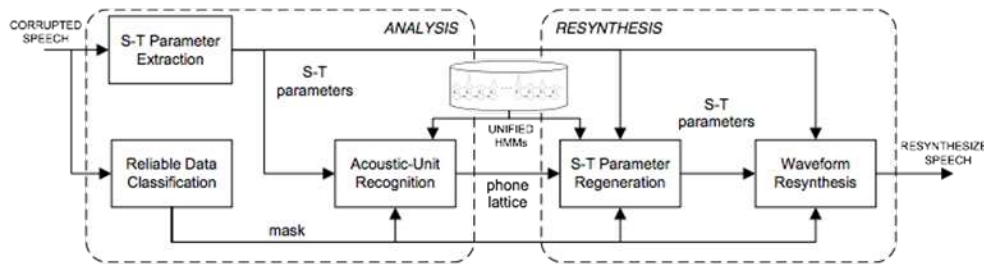 CORRUPTED
SPEECH
S-T Parameter
Extraction
ANALYSIS
RESYNTHESIS
S-T
parameters
UNIFIED
HMMs
S-T
parameters
RESYNTHESIZE
SPEECH
Reliable Data
Classification
Acoustic-Unit
Recognition
phone
lattice
S-T Parameter
Regeneration
Waveform
Resynthesis
mask